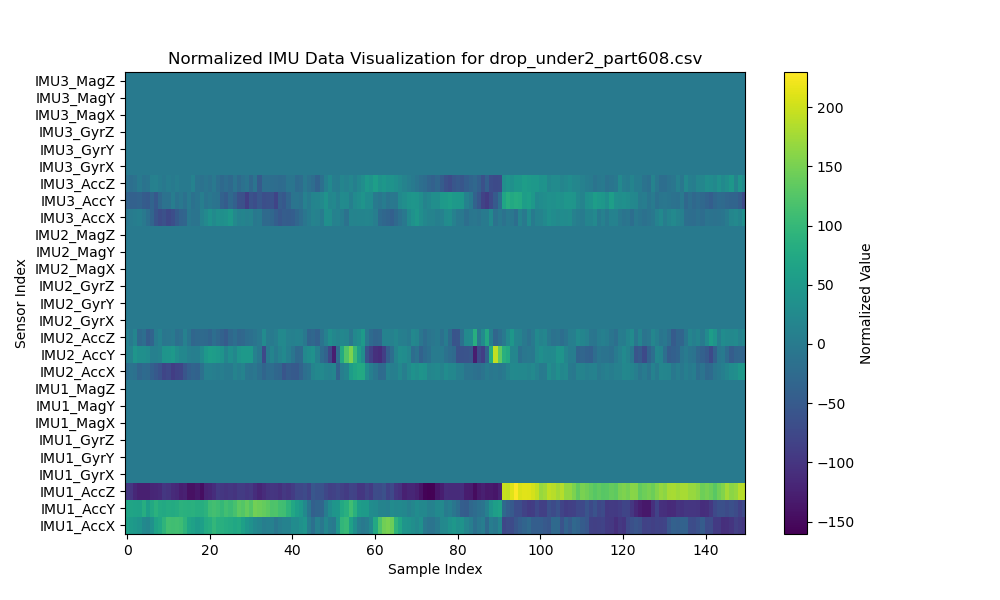 Normalized IMU Data Visualization for drop_under2_part608.csv
IMU3_MagZ
IMU3_MagY
IMU3_MagX
IMU3_GyrZ
IMU3_GyrY
IMU3_GyrX
IMU3_AccZ
IMU3_AccY
IMU3_AccX
IMU2_MagZ
IMU2_MagY
IMU2_MagX
IMU2_GyrZ
IMU2_GyrY
IMU2_GyrX
IMU2_AccZ
IMU2_AccY
IMU2_AccX
IMU1_MagZ
IMU1_MagY
IMU1_MagX
IMU1_GyrZ
IMU1_GyrY
IMU1_GyrX
IMU1_AccZ
IMU1_AccY
IMU1_AccX
Sensor Index
0 20 40 60 80 100 120 140
Sample Index
200
150
100
50
0
−50
−100
−150
Normalized Value